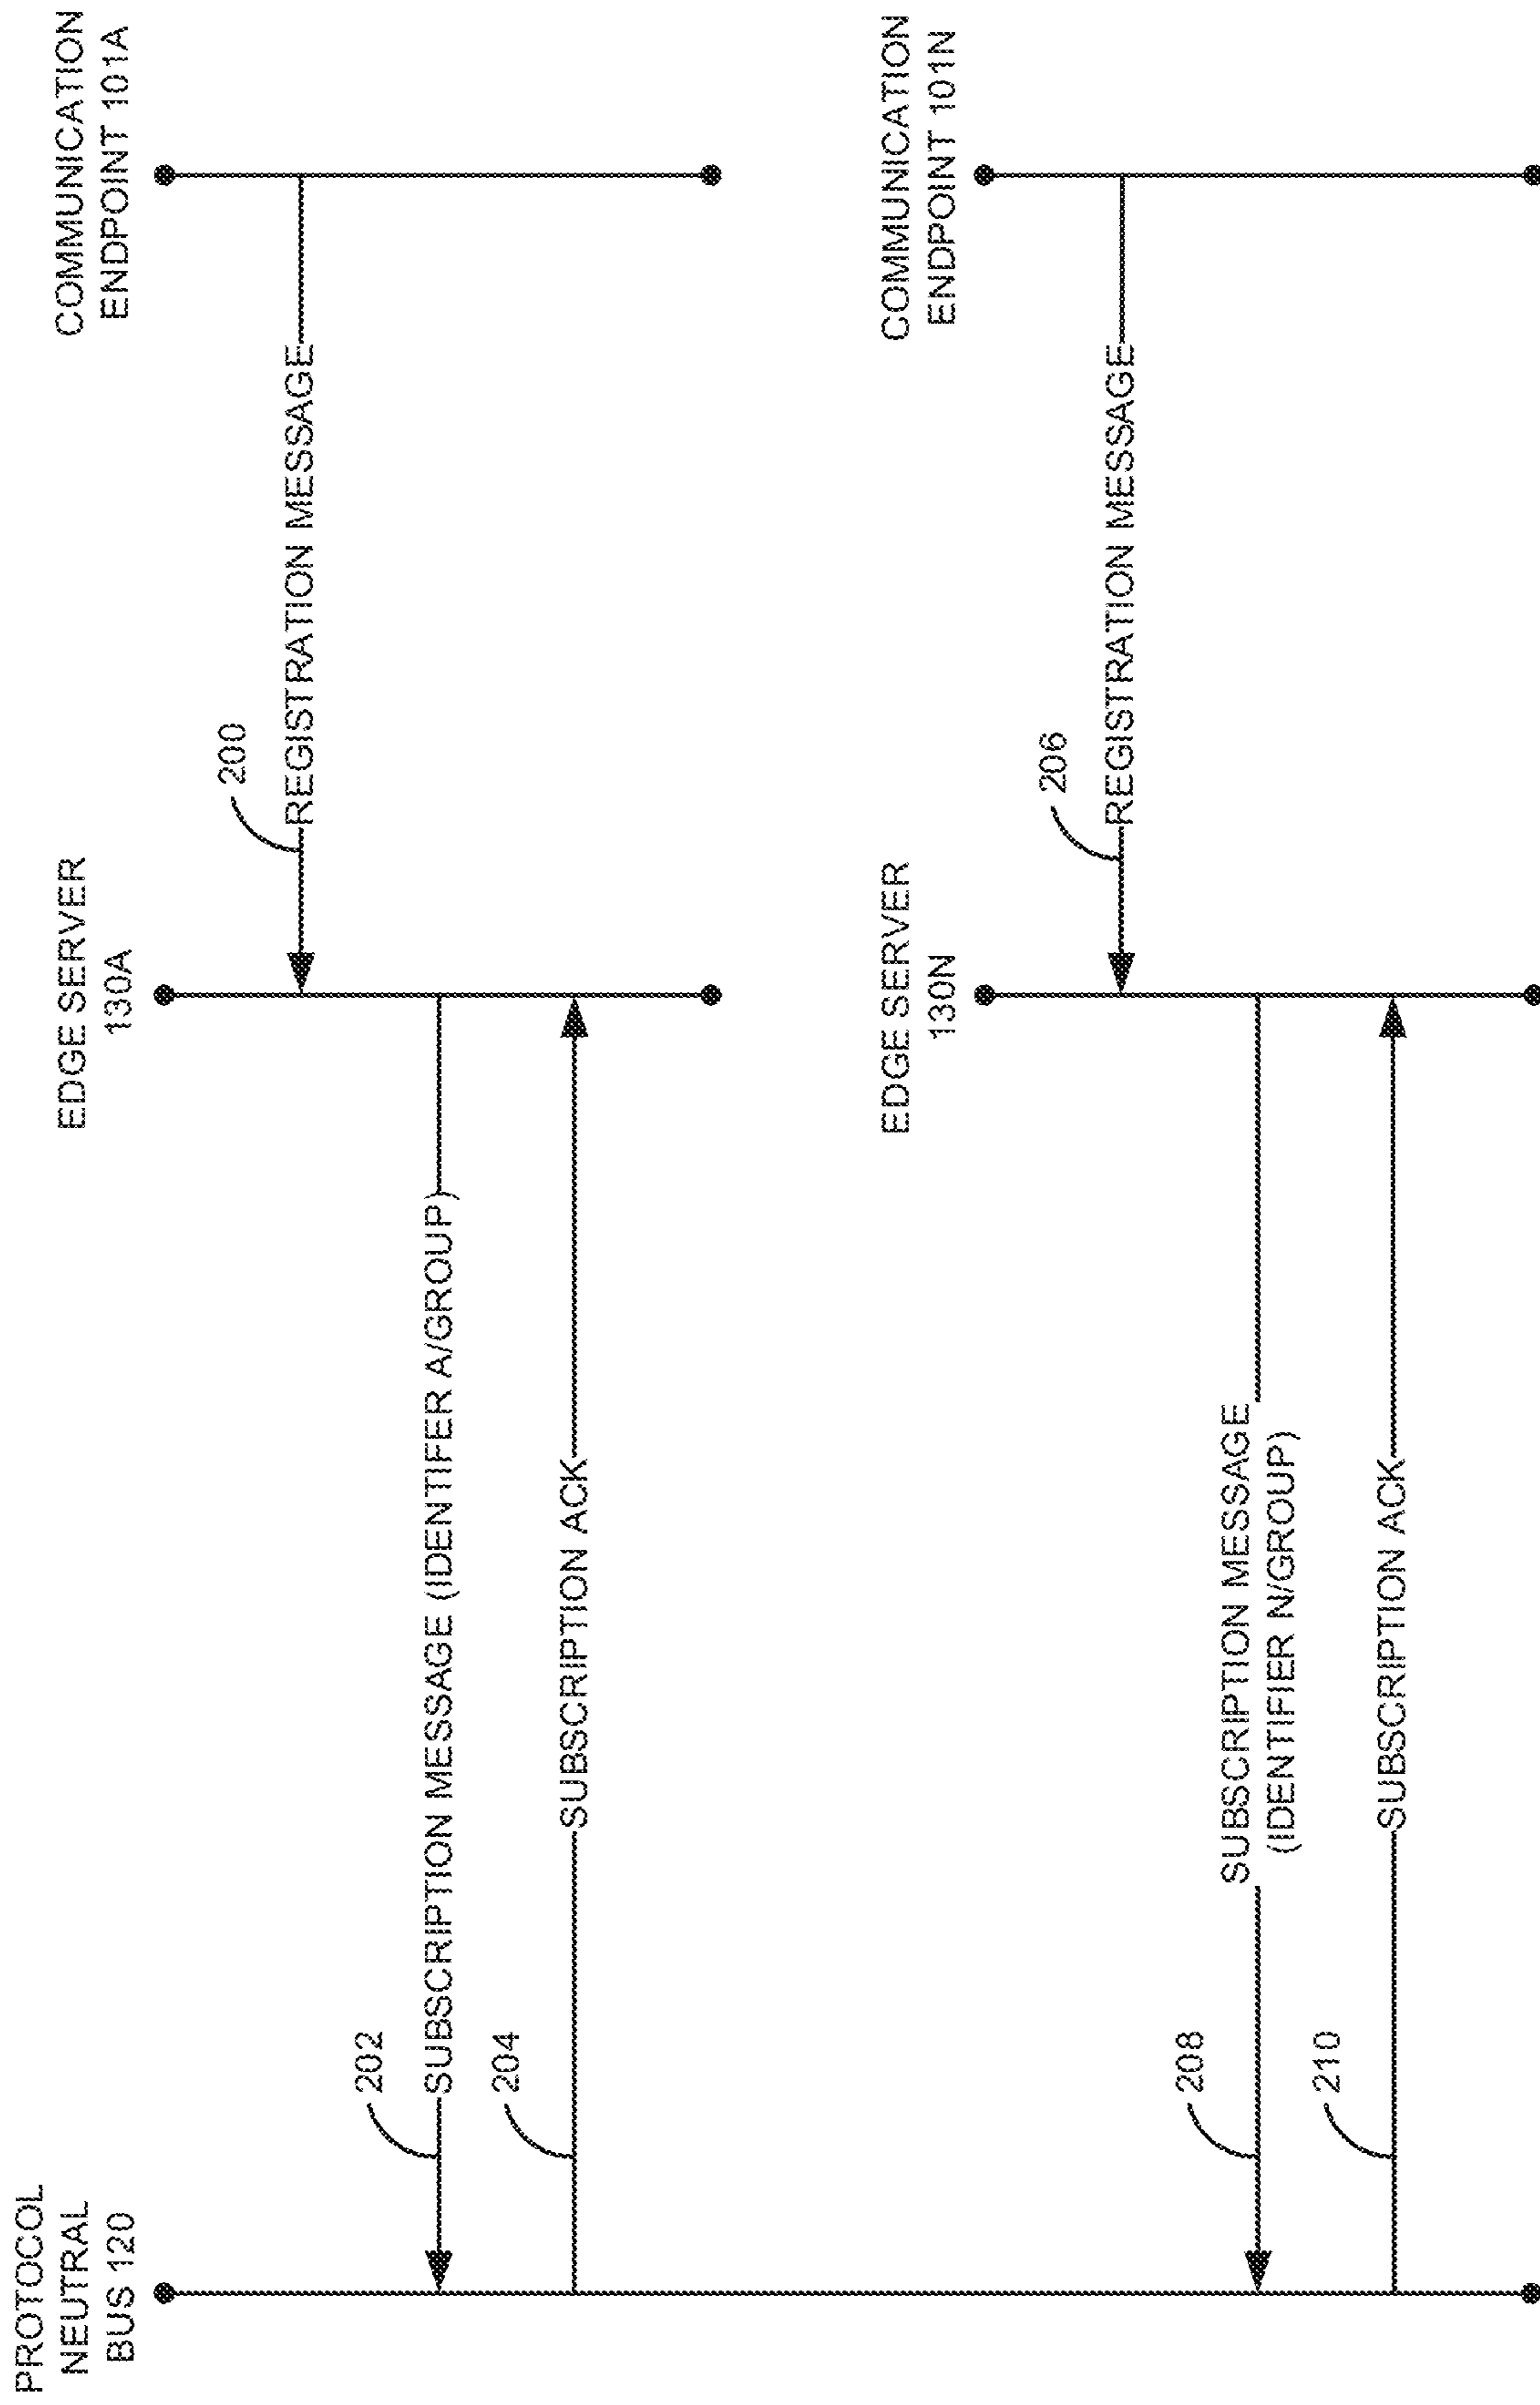 PROTOCOL
NEUTRAL
BUS 120
EDGE SERVER
130A
COMMUNICATION
ENDPOINT 101A
200
REGISTRATION MESSAGE
202
SUBSCRIPTION MESSAGE (IDENTIFER A/GROUP)
204
SUBSCRIPTION ACK
EDGE SERVER
130N
COMMUNICATION
ENDPOINT 101N
206
REGISTRATION MESSAGE
208
SUBSCRIPTION MESSAGE
(IDENTIFIER N/GROUP)
210
SUBSCRIPTION ACK